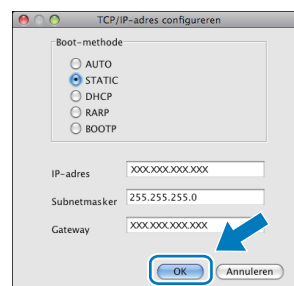 TCP/IP-adres configureren
Boot-methode
AUTO
STATIC
DHCP
RARP
BOOTP
IP-adres XXX.XXX.XXX.XXX
Subnetmasker 255.255.255.0
Gateway XXX.XXX.XXX.XXX
OK Annuleren